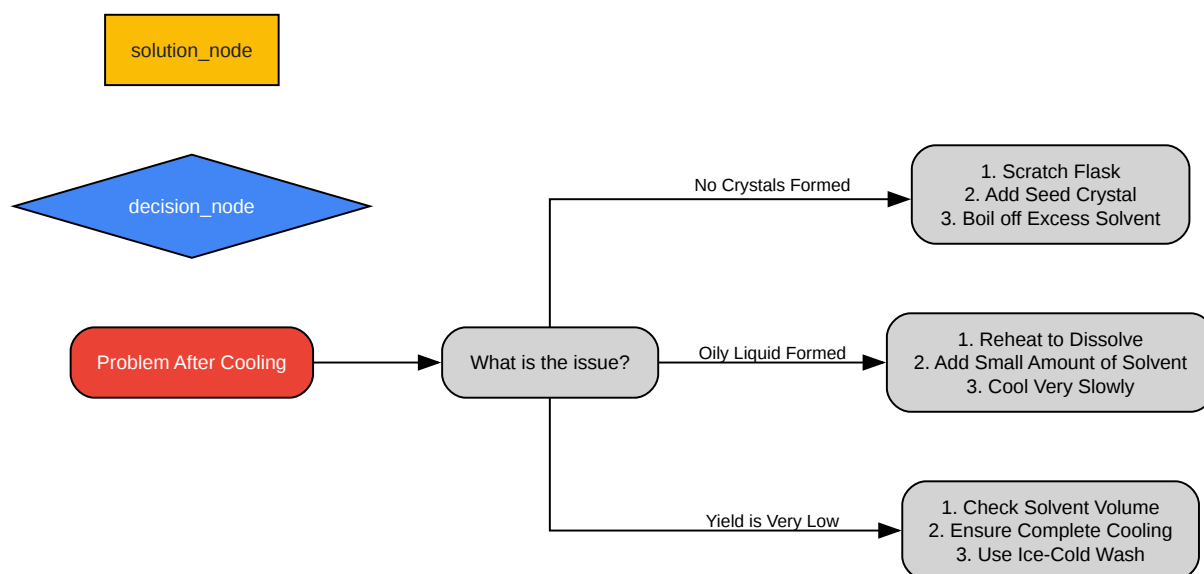 solution_node
decision_node
Problem After Cooling
What is the issue?
No Crystals Formed
1. Scratch Flask
2. Add Seed Crystal
3. Boil off Excess Solvent
Oily Liquid Formed
1. Reheat to Dissolve
2. Add Small Amount of Solvent
3. Cool Very Slowly
Yield is Very Low
1. Check Solvent Volume
2. Ensure Complete Cooling
3. Use Ice-Cold Wash